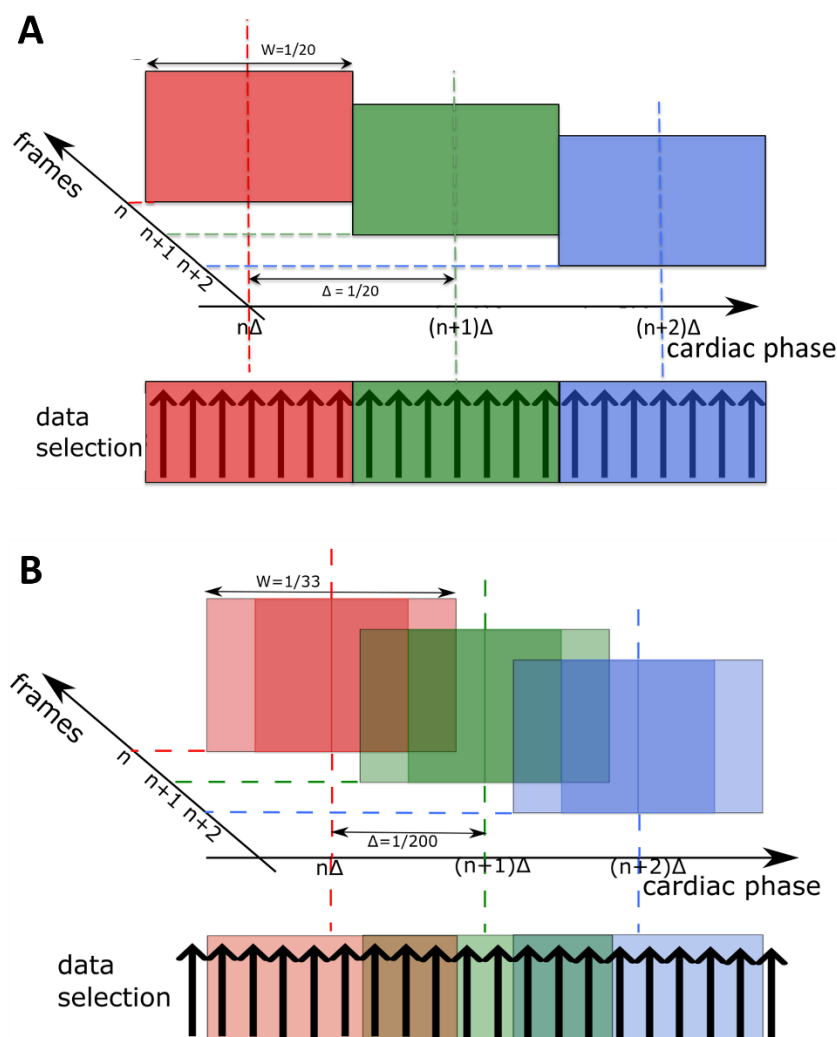 A
W=1/20
frames
n
n+1
n+2
Δ = 1/20
nΔ
(n+1)Δ
(n+2)Δ
cardiac phase
data
selection
B
W=1/33
frames
n
n+1
n+2
Δ=1/200
nΔ
(n+1)Δ
(n+2)Δ
cardiac phase
data
selection